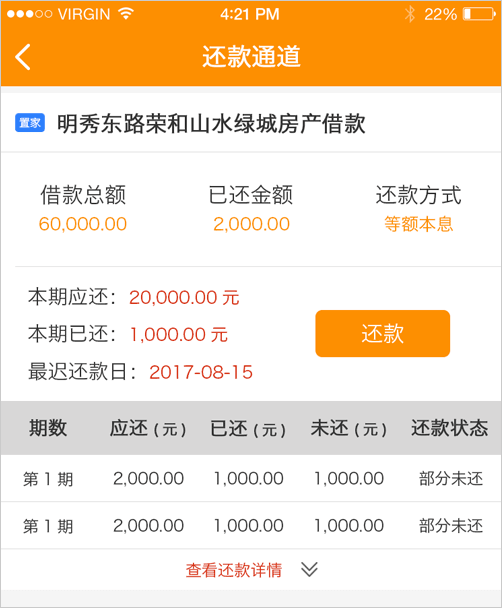 VIRGIN 4:21 PM 22%
还款通道
置家 明秀东路荣和山水绿城房产借款
借款总额 已还金额 还款方式
60,000.00 2,000.00 等额本息
本期应还：20,000.00 元
本期已还：1,000.00 元
还款
最迟还款日：2017-08-15
期数 应还（元） 已还（元） 未还（元） 还款状态
第 1 期 2,000.00 1,000.00 1,000.00 部分未还
第 1 期 2,000.00 1,000.00 1,000.00 部分未还
查看还款详情